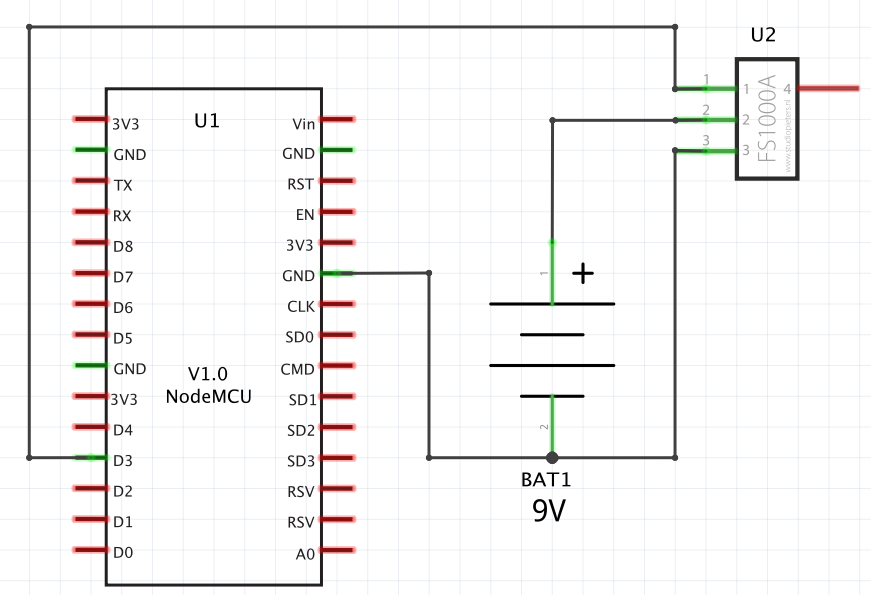 U2
1
2
3
1
2
3
4
FS1000A
www.studiopieters.nl
U1
V1.0
NodeMCU
3V3
GND
TX
RX
D8
D7
D6
D5
GND
3V3
D4
D3
D2
D1
D0
Vin
GND
RST
EN
3V3
GND
CLK
SD0
CMD
SD1
SD2
SD3
RSV
RSV
A0
1
+
2
BAT1
9V